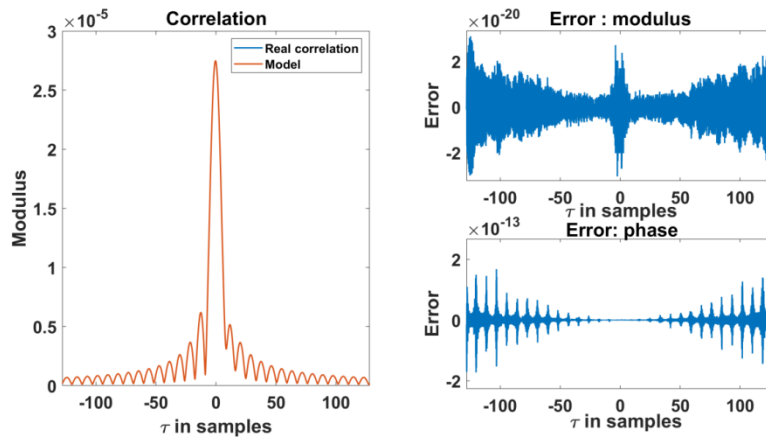 ×10⁻⁵
Correlation
Real correlation
Model
3
2.5
2
1.5
1
0.5
0
Modulus
-100 -50 0 50 100
τ in samples
×10⁻²⁰
Error : modulus
2
0
-2
Error
-100 -50 0 50 100
τ in samples
×10⁻¹³
Error: phase
2
0
-2
Error
-100 -50 0 50 100
τ in samples